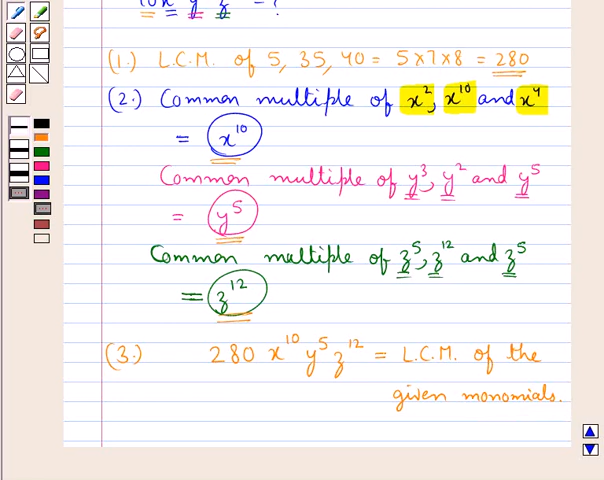 (1.) L.C.M. of 5, 35, 40 = 5×7×8 = 280
(2.) Common multiple of x², x¹⁰ and x⁴
= x¹⁰
Common multiple of y³, y² and y⁵
= y⁵
Common multiple of z⁵, z¹² and z⁵
= z¹²
(3.) 280 x¹⁰ y⁵ z¹² = L.C.M. of the
given monomials.